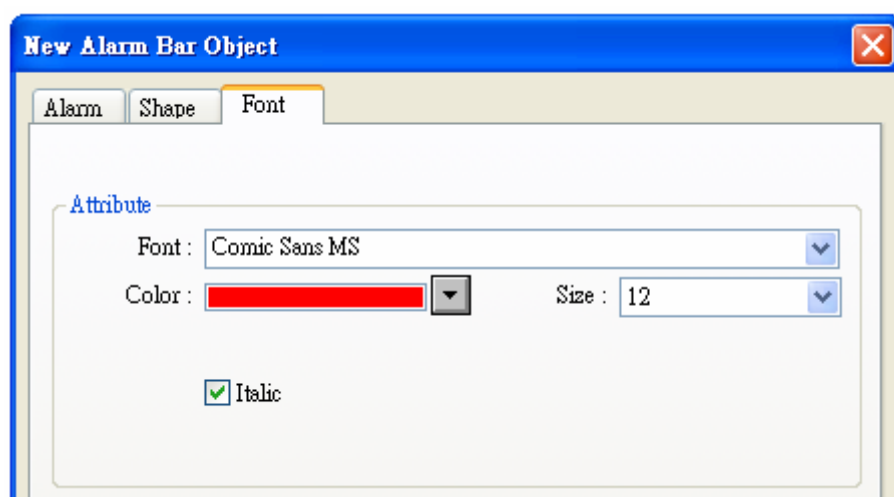 New Alarm Bar Object
Alarm Shape Font
Attribute
Font : Comic Sans MS
Color : Size : 12
Italic